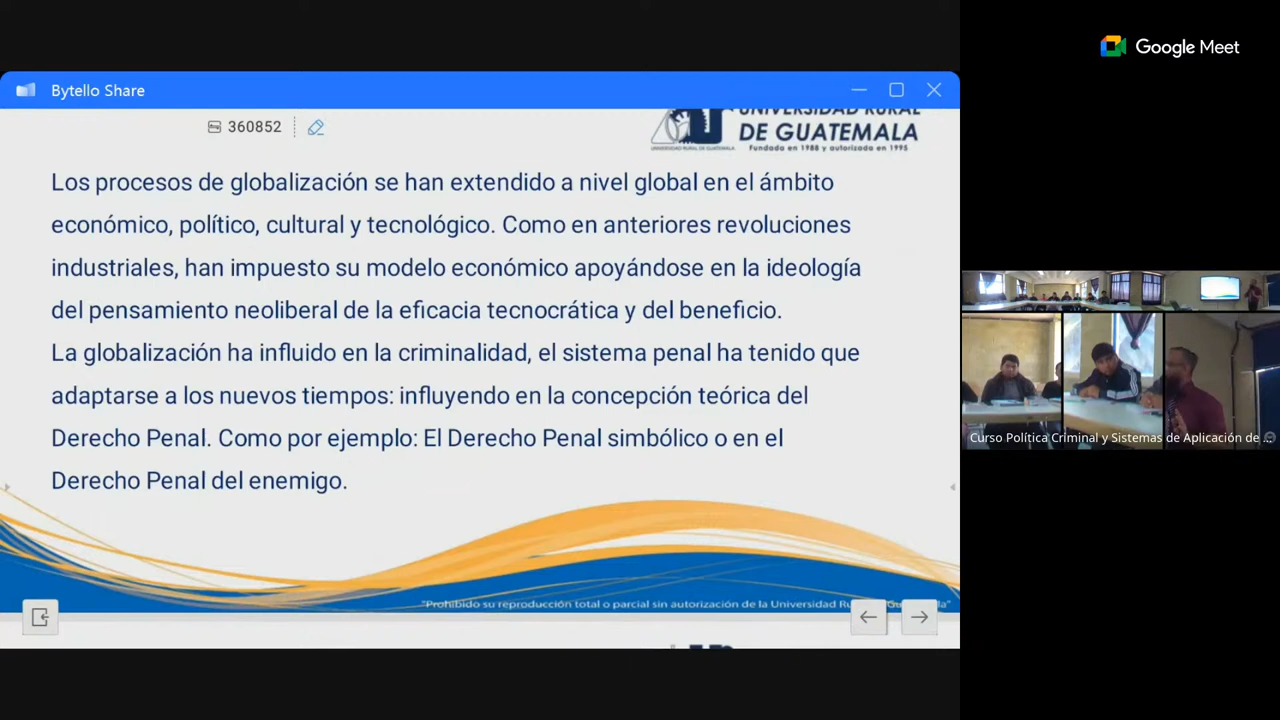 Google Meet
Bytello Share
360852
UNIVERSIDAD RURAL
DE GUATEMALA
Fundada en 1988 y autorizada en 1995
Los procesos de globalización se han extendido a nivel global en el ámbito
económico, político, cultural y tecnológico. Como en anteriores revoluciones
industriales, han impuesto su modelo económico apoyándose en la ideología
del pensamiento neoliberal de la eficacia tecnocrática y del beneficio.
La globalización ha influido en la criminalidad, el sistema penal ha tenido que
adaptarse a los nuevos tiempos: influyendo en la concepción teórica del
Derecho Penal. Como por ejemplo: El Derecho Penal simbólico o en el
Derecho Penal del enemigo.
Curso Política Criminal y Sistemas de Aplicación de ...
"Prohibido su reproducción total o parcial sin autorización de la Universidad